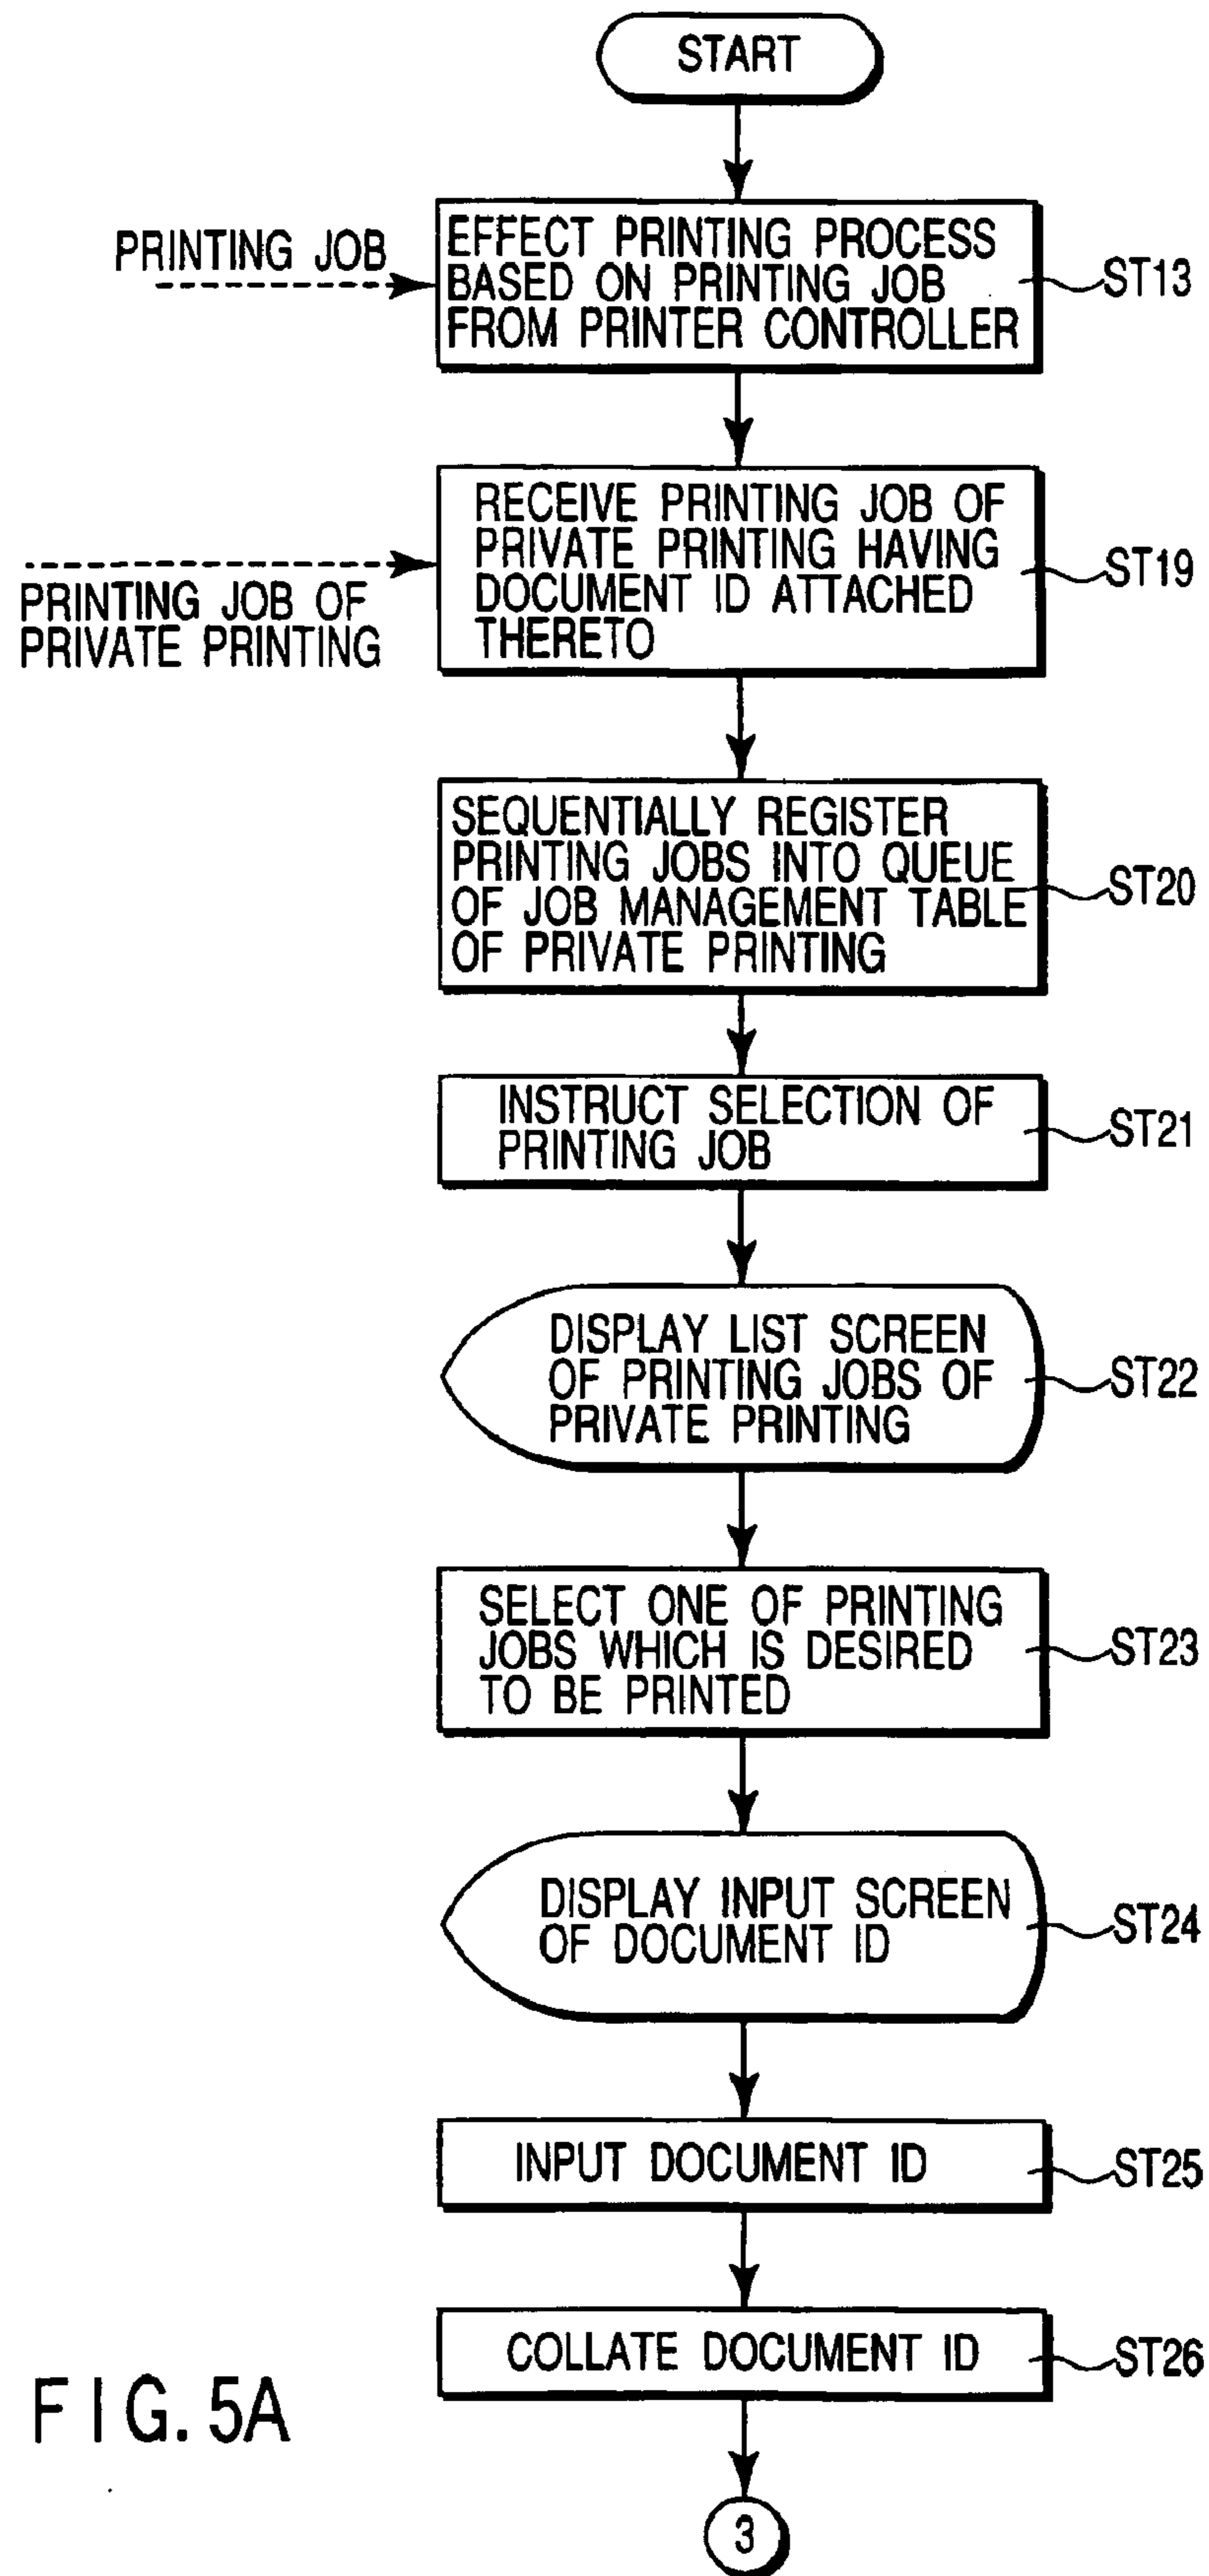 START
PRINTING JOB
EFFECT PRINTING PROCESS
BASED ON PRINTING JOB
FROM PRINTER CONTROLLER
ST13
PRINTING JOB OF
PRIVATE PRINTING
RECEIVE PRINTING JOB OF
PRIVATE PRINTING HAVING
DOCUMENT ID ATTACHED
THERETO
ST19
SEQUENTIALLY REGISTER
PRINTING JOBS INTO QUEUE
OF JOB MANAGEMENT TABLE
OF PRIVATE PRINTING
ST20
INSTRUCT SELECTION OF
PRINTING JOB
ST21
DISPLAY LIST SCREEN
OF PRINTING JOBS OF
PRIVATE PRINTING
ST22
SELECT ONE OF PRINTING
JOBS WHICH IS DESIRED
TO BE PRINTED
ST23
DISPLAY INPUT SCREEN
OF DOCUMENT ID
ST24
INPUT DOCUMENT ID
ST25
COLLATE DOCUMENT ID
ST26
FIG. 5A
3